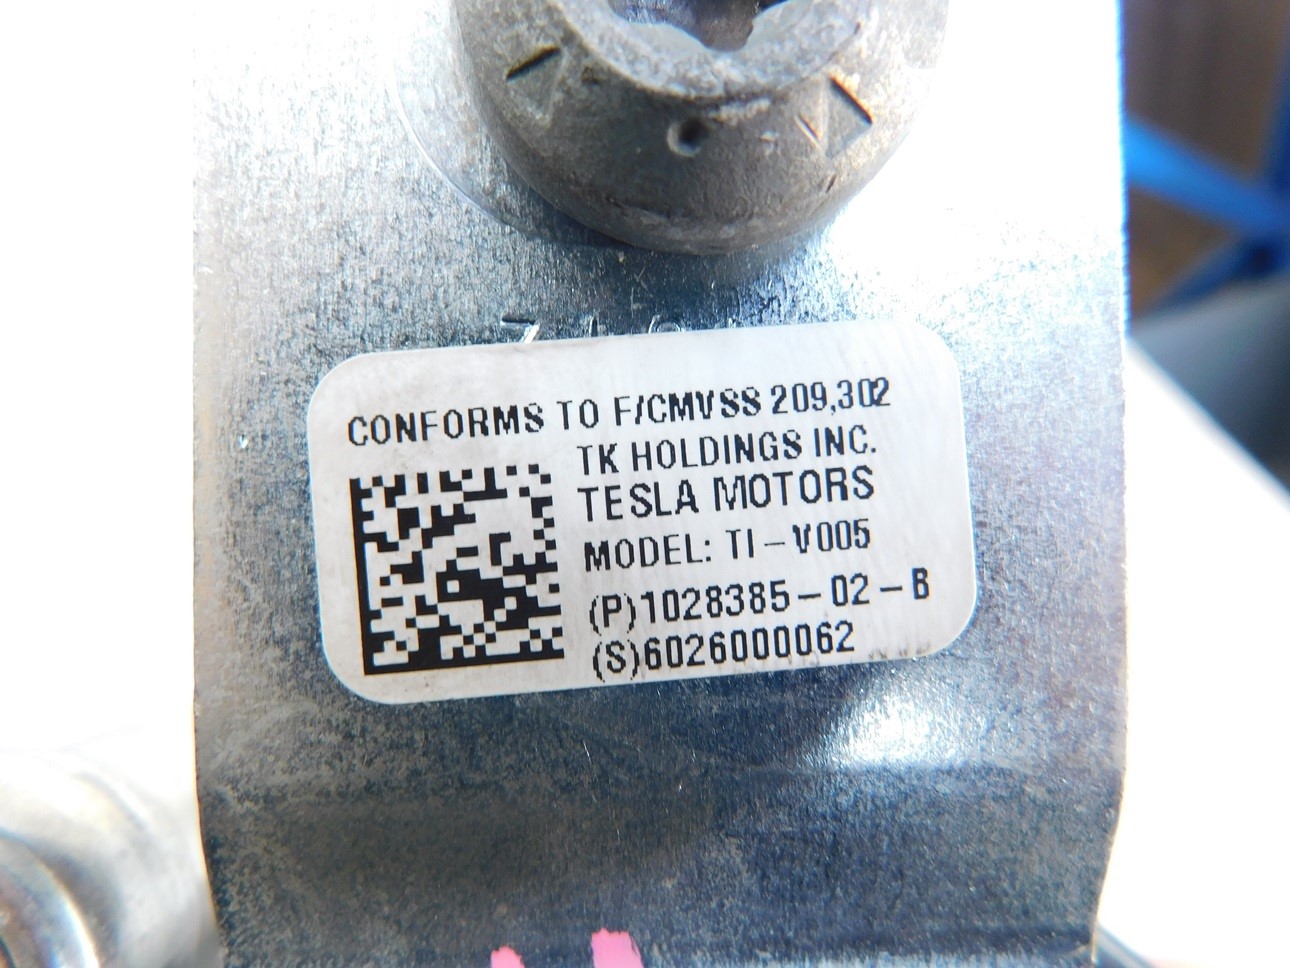 CONFORMS TO F/CMVSS 209,302
TK HOLDINGS INC.
TESLA MOTORS
MODEL: TI-V005
(P)1028385-02-B
(S)6026000062